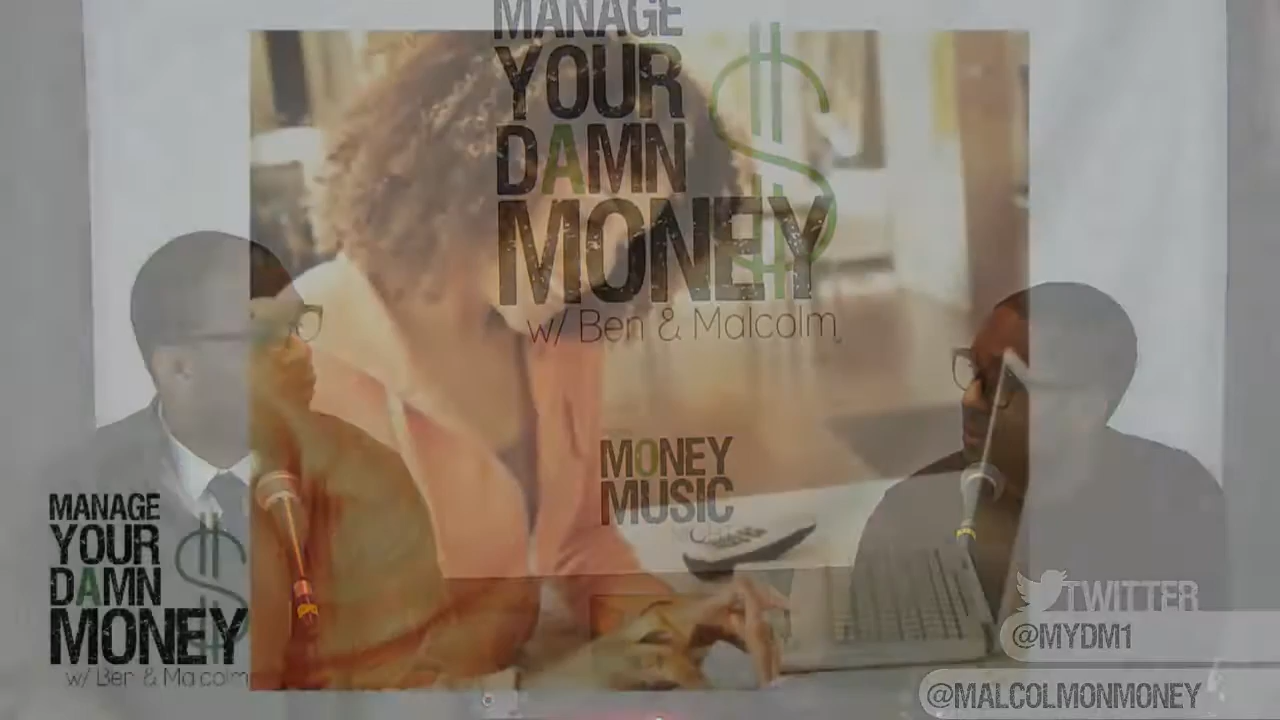 MANAGE
YOUR
DAMN
MONEY
$
w/ Ben & Malcolm
MONEY
MUSIC
MANAGE
YOUR
DAMN
MONEY
$
w/ Ben & Malcolm
TWITTER
@MYDM1
@MALCOLMONMONEY